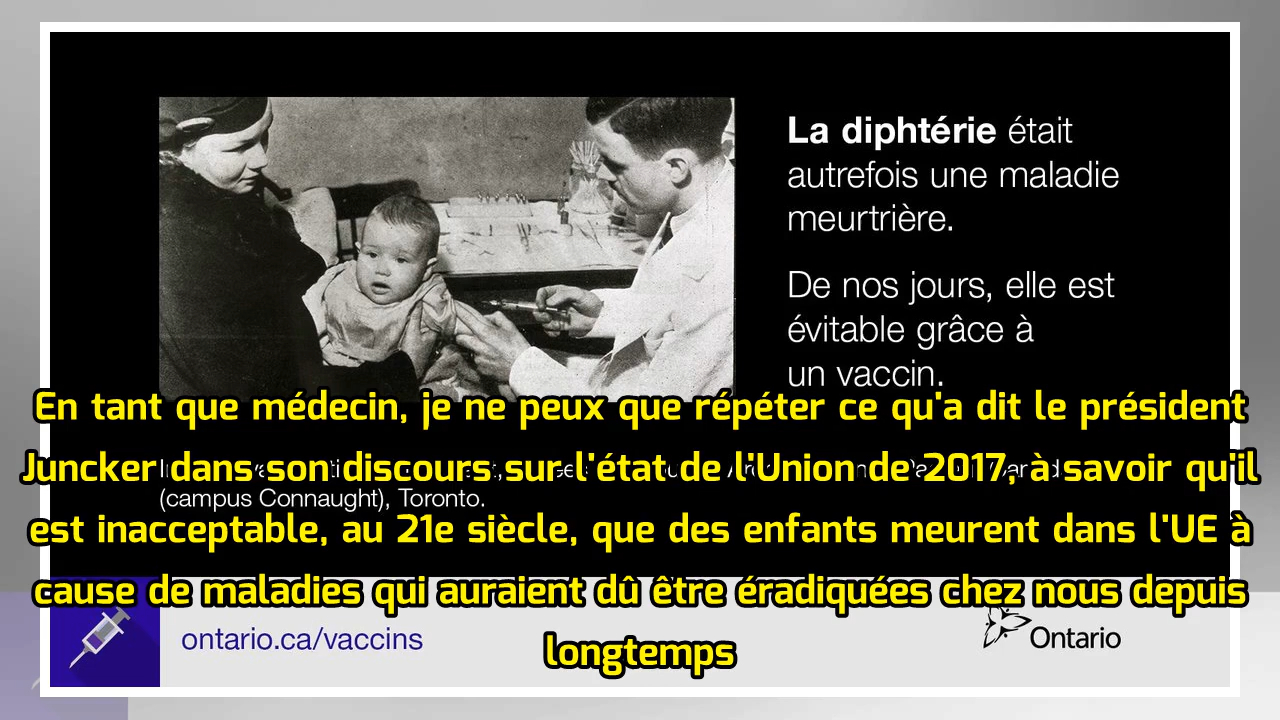 La diphtérie était
autrefois une maladie
meurtrière.
De nos jours, elle est
évitable grâce à
un vaccin.
En tant que médecin, je ne peux que répéter ce qu'a dit le président
Juncker dans son discours sur l'état de l'Union de 2017, à savoir qu'il
est inacceptable, au 21e siècle, que des enfants meurent dans l'UE à
cause de maladies qui auraient dû être éradiquées chez nous depuis
longtemps
(campus Connaught), Toronto.
ontario.ca/vaccins
Ontario